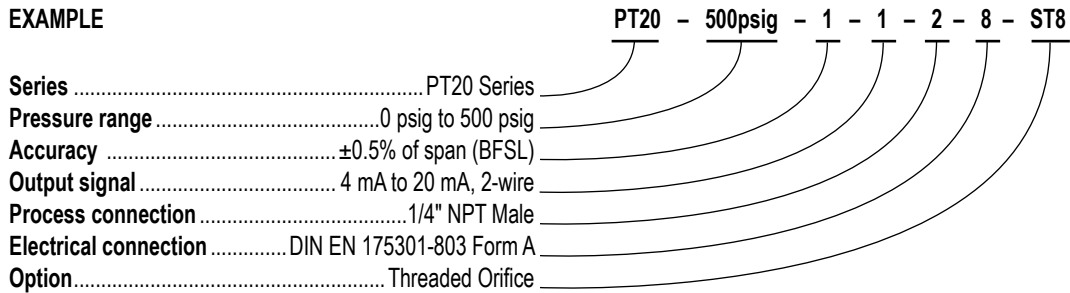 EXAMPLE PT20 – 500psig – 1 – 1 – 2 – 8 – ST8
Series ................................................................ PT20 Series
Pressure range .......................................... 0 psig to 500 psig
Accuracy ........................................... ±0.5% of span (BFSL)
Output signal ..................................... 4 mA to 20 mA, 2-wire
Process connection ....................................... 1/4" NPT Male
Electrical connection .............. DIN EN 175301-803 Form A
Option .......................................................... Threaded Orifice